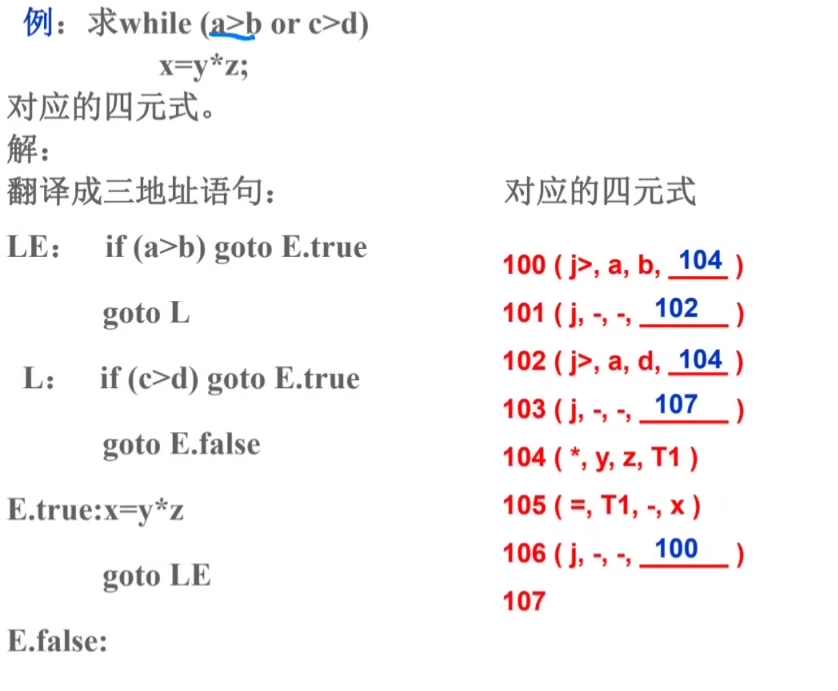 例：求while (a>b or c>d)
x=y*z;
对应的四元式。
解：
翻译成三地址语句：
LE： if (a>b) goto E.true
goto L
L： if (c>d) goto E.true
goto E.false
E.true:x=y*z
goto LE
E.false:
对应的四元式
100 ( j>, a, b, 104 )
101 ( j, -, -, 102 )
102 ( j>, a, d, 104 )
103 ( j, -, -, 107 )
104 ( *, y, z, T1 )
105 ( =, T1, -, x )
106 ( j, -, -, 100 )
107